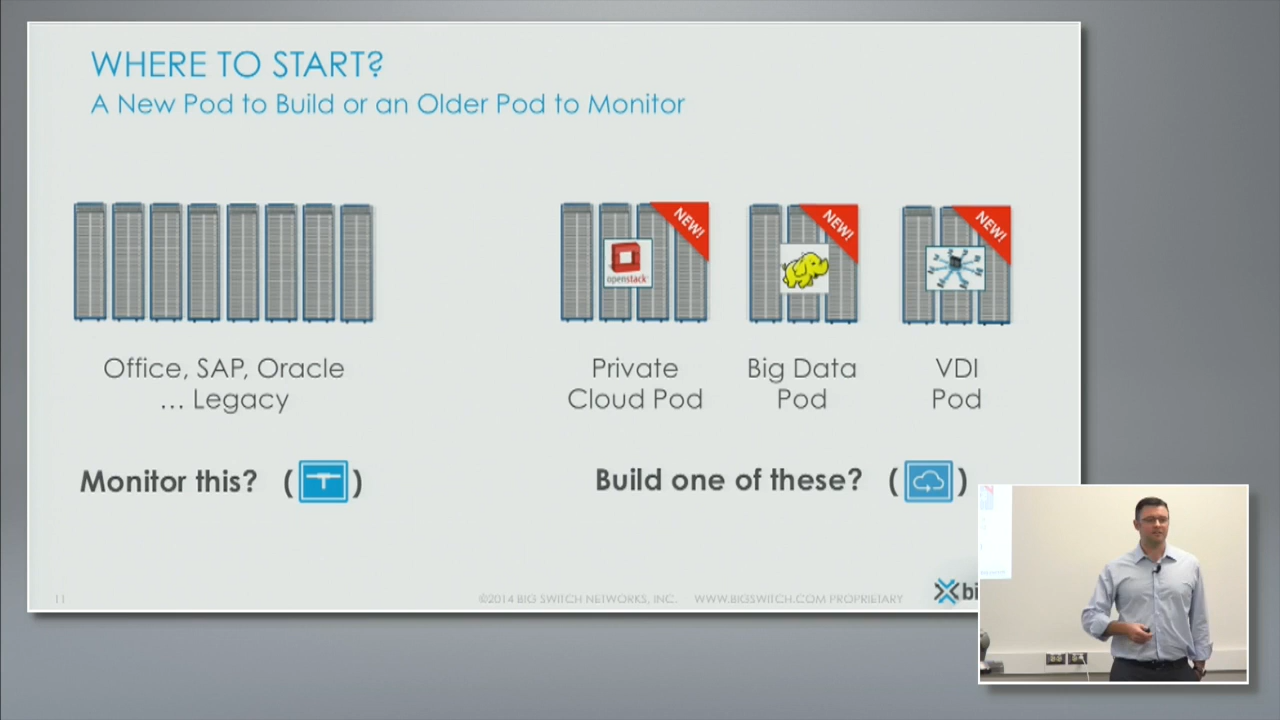 WHERE TO START?
A New Pod to Build or an Older Pod to Monitor
NEW!
NEW!
NEW!
openstack
Office, SAP, Oracle
... Legacy
Private
Cloud Pod
Big Data
Pod
VDI
Pod
Monitor this? ( )
Build one of these? ( )
11
©2014 BIG SWITCH NETWORKS, INC. WWW.BIGSWITCH.COM PROPRIETARY
bi